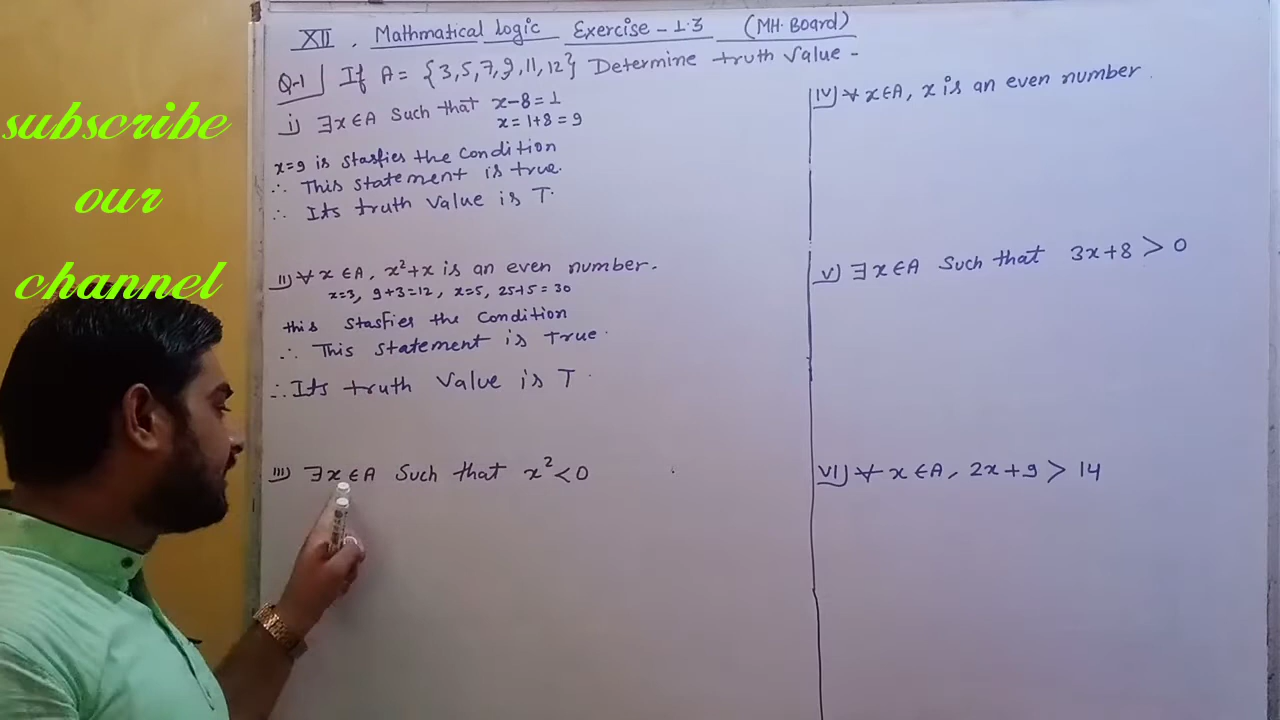 XII. Mathmatical logic Exercise - 1.3 (MH. Board)
Q-1 If A = {3,5,7,9,11,12} Determine truth value -
i) ∃x∈A Such that x-8=1
x=1+8=9
x=9 is stasfies the Condition
∴ This statement is true.
∴ Its truth value is T.
II) ∀ x ∈A, x²+x is an even number.
x=3, 9+3=12, x=5, 25+5=30
this stasfies the Condition
∴ This statement is True.
∴ Its truth value is T.
III) ∃x∈A Such that x²<0
IV) ∀ x∈A, x is an even number.
V) ∃x∈A Such that 3x+8 > 0
VI) ∀ x∈A, 2x+9 > 14
subscribe
our
channel